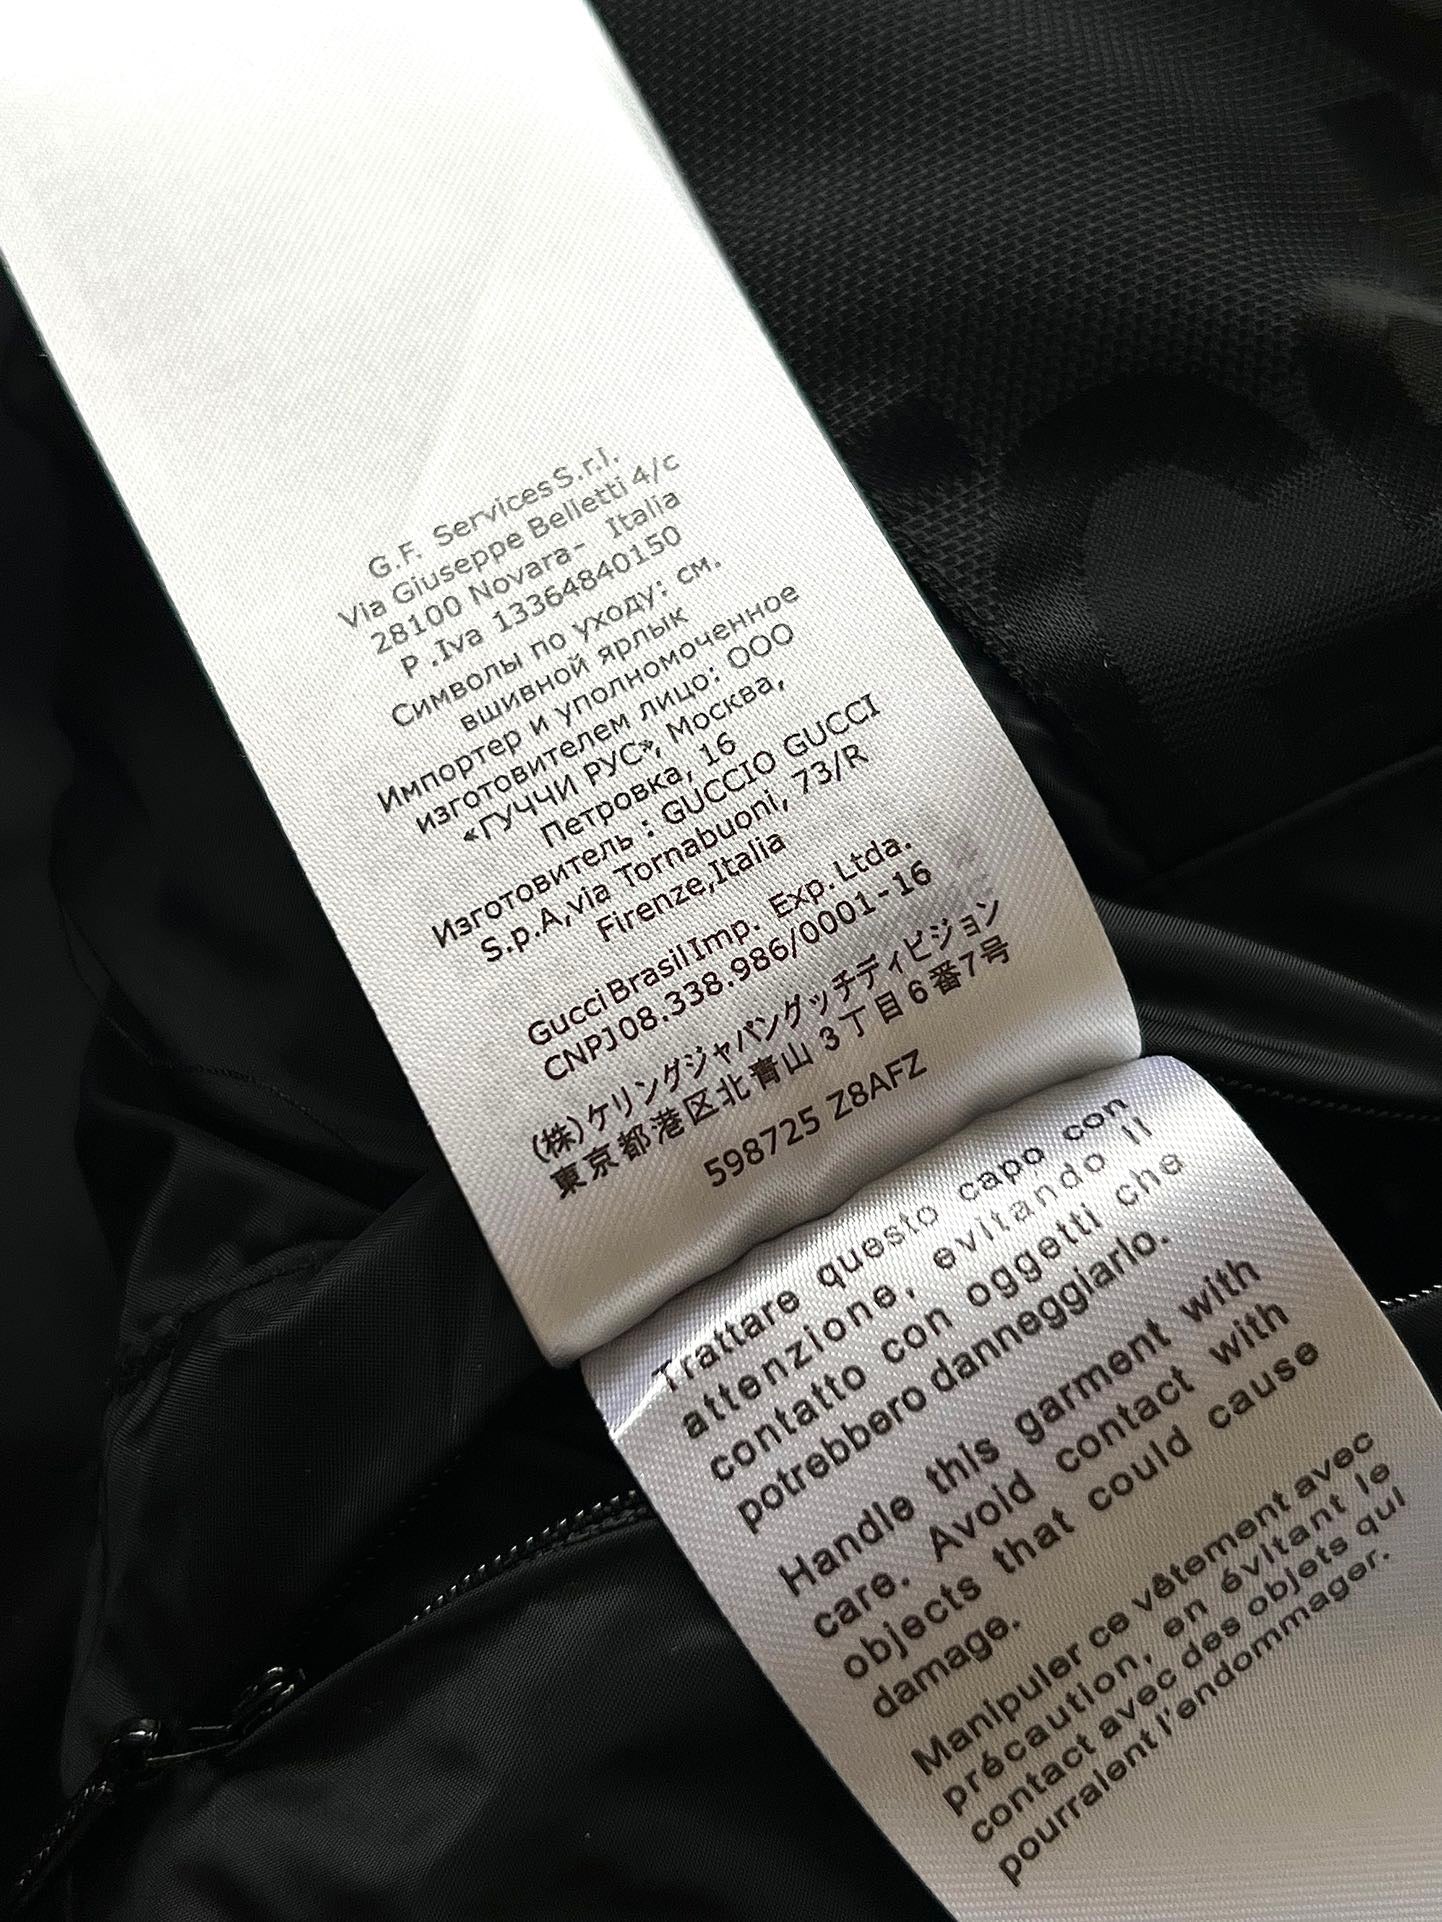 G.F. Services S.r.l.
Via Giuseppe Belletti 4/c
28100 Novara- Italia
P .Iva 13364840150
Символы по уходу: см.
вшивной ярлык
Импортер и уполномоченное
изготовителем лицо: ООО
«ГУЧЧИ РУС», Москва,
Петровка, 16
Изготовитель : GUCCIO GUCCI
S.p.A,via Tornabuoni, 73/R
Firenze,Italia
Gucci Brasil Imp. Exp. Ltda.
CNPJ 08.338.986/0001-16
(株)ケリングジャパングッチディビジョン
東京都港区北青山 3丁目6番7号
598725 Z8AFZ
Trattare questo capo con
attenzione, evitando il
contatto con oggetti che
potrebbero danneggiarlo.
Handle this garment with
care. Avoid contact with
objects that could cause
damage.
Manipuler ce vêtement avec
précaution, en évitant le
contact avec des objets qui
pourraient l'endommager.